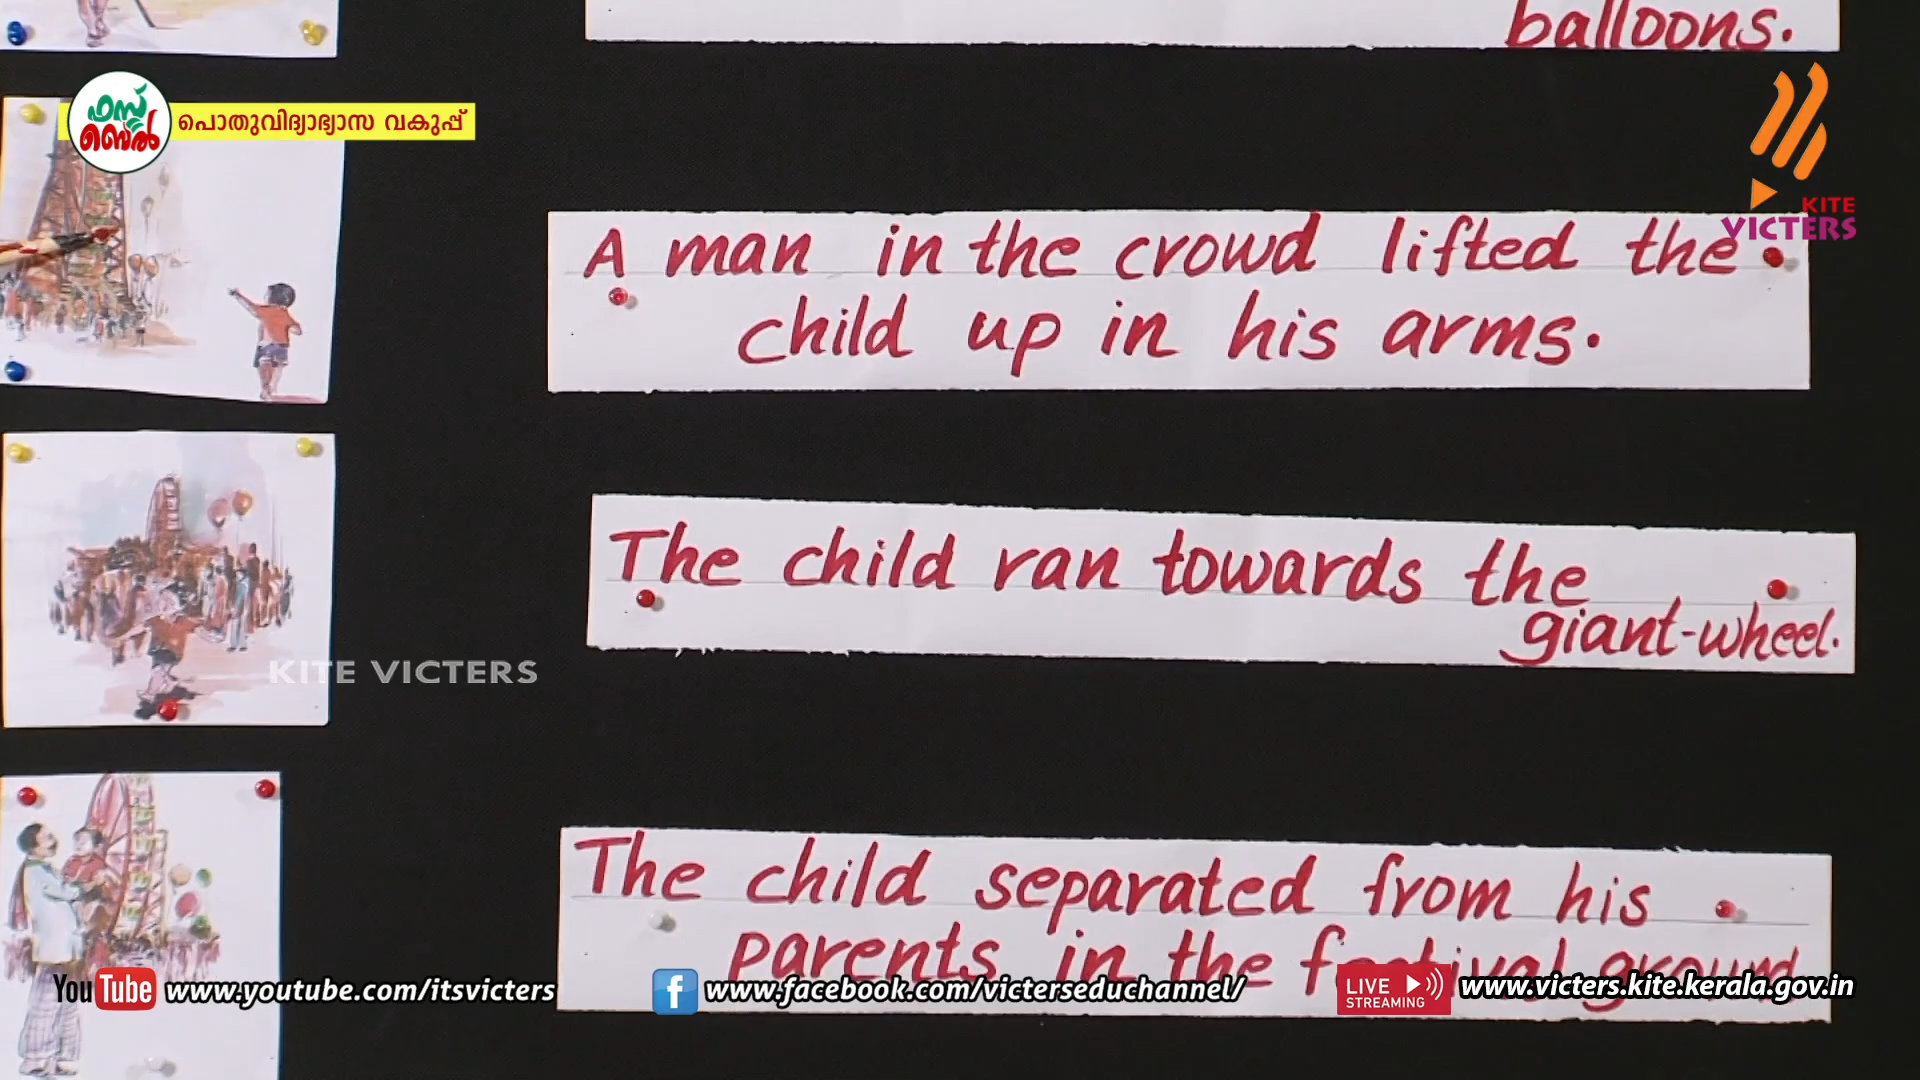 balloons.
ഫസ്റ്റ്
ബെൽ
പൊതുവിദ്യാഭ്യാസ വകുപ്പ്
KITE
VICTERS
A man in the crowd lifted the
child up in his arms.
The child ran towards the
giant-wheel.
KITE VICTERS
The child separated from his
parents in the festival ground
YouTube www.youtube.com/itsvicters
f www.facebook.com/victerseduchannel/
LIVE
STREAMING
www.victers.kite.kerala.gov.in